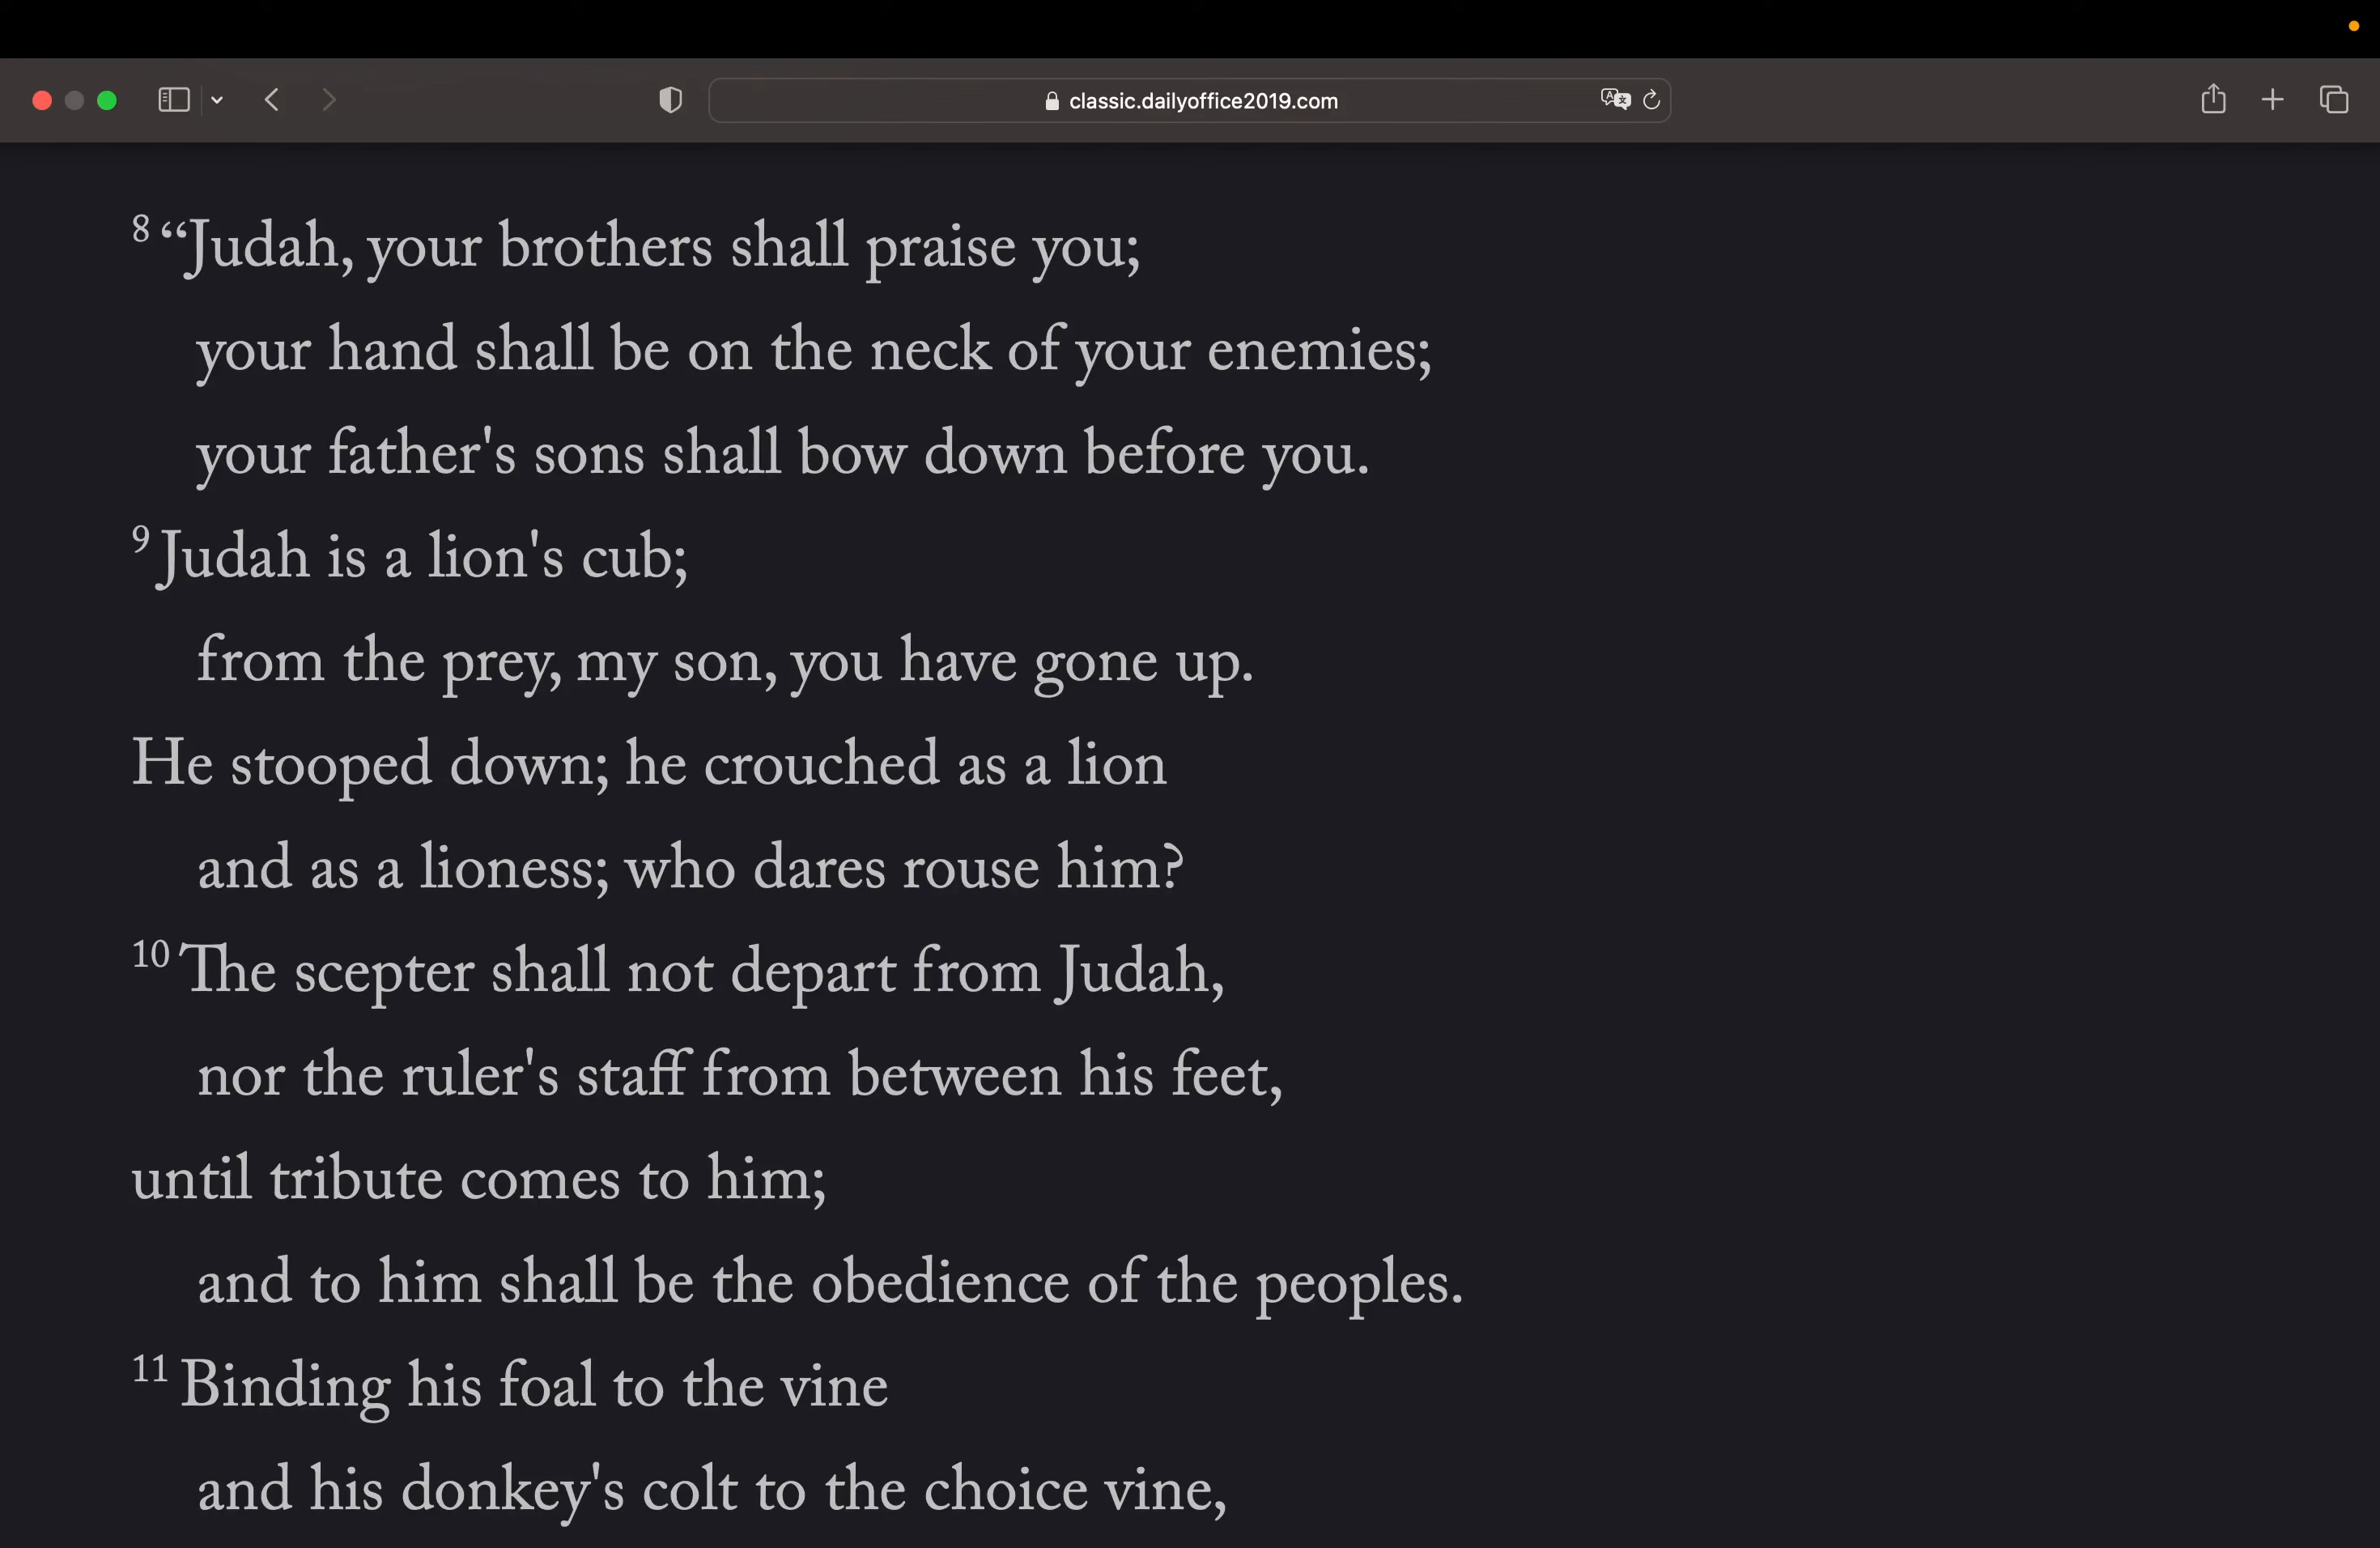 classic.dailyoffice2019.com
8 “Judah, your brothers shall praise you;
your hand shall be on the neck of your enemies;
your father's sons shall bow down before you.
9 Judah is a lion's cub;
from the prey, my son, you have gone up.
He stooped down; he crouched as a lion
and as a lioness; who dares rouse him?
10 The scepter shall not depart from Judah,
nor the ruler's staff from between his feet,
until tribute comes to him;
and to him shall be the obedience of the peoples.
11 Binding his foal to the vine
and his donkey's colt to the choice vine,